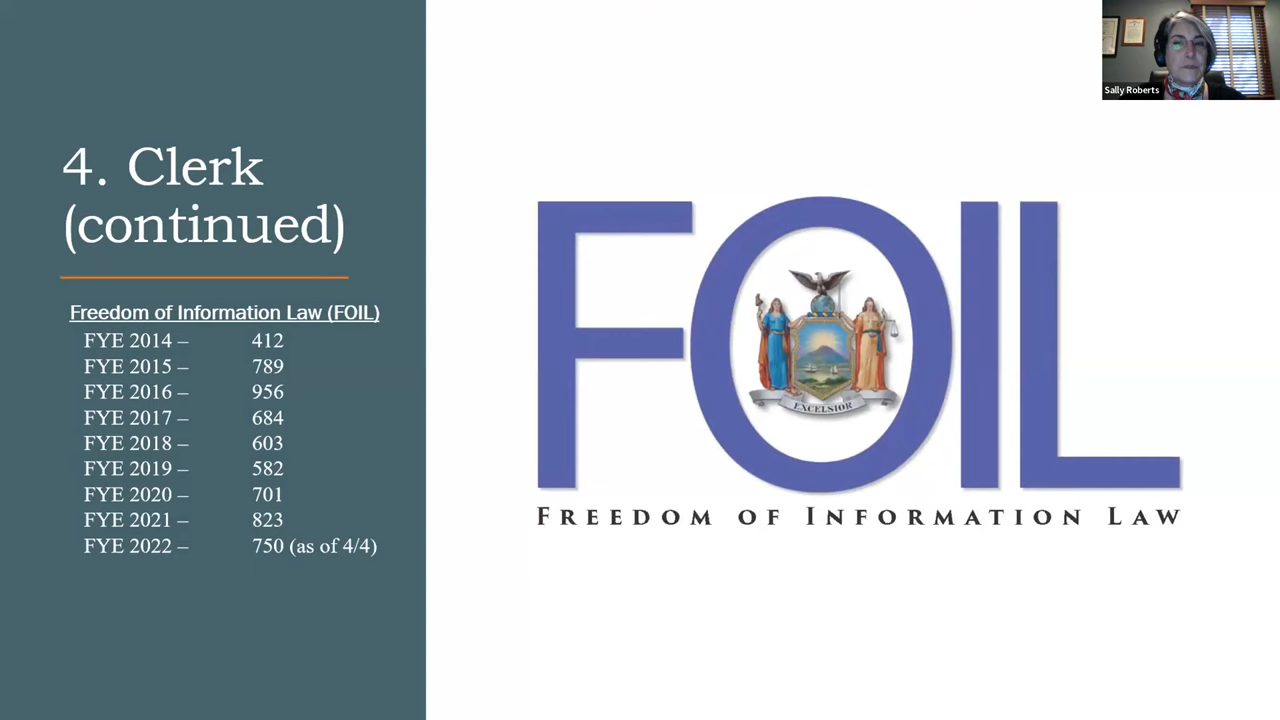 4. Clerk
(continued)
Freedom of Information Law (FOIL)
FYE 2014 – 412
FYE 2015 – 789
FYE 2016 – 956
FYE 2017 – 684
FYE 2018 – 603
FYE 2019 – 582
FYE 2020 – 701
FYE 2021 – 823
FYE 2022 – 750 (as of 4/4)
FOIL
EXCELSIOR
FREEDOM OF INFORMATION LAW
Sally Roberts